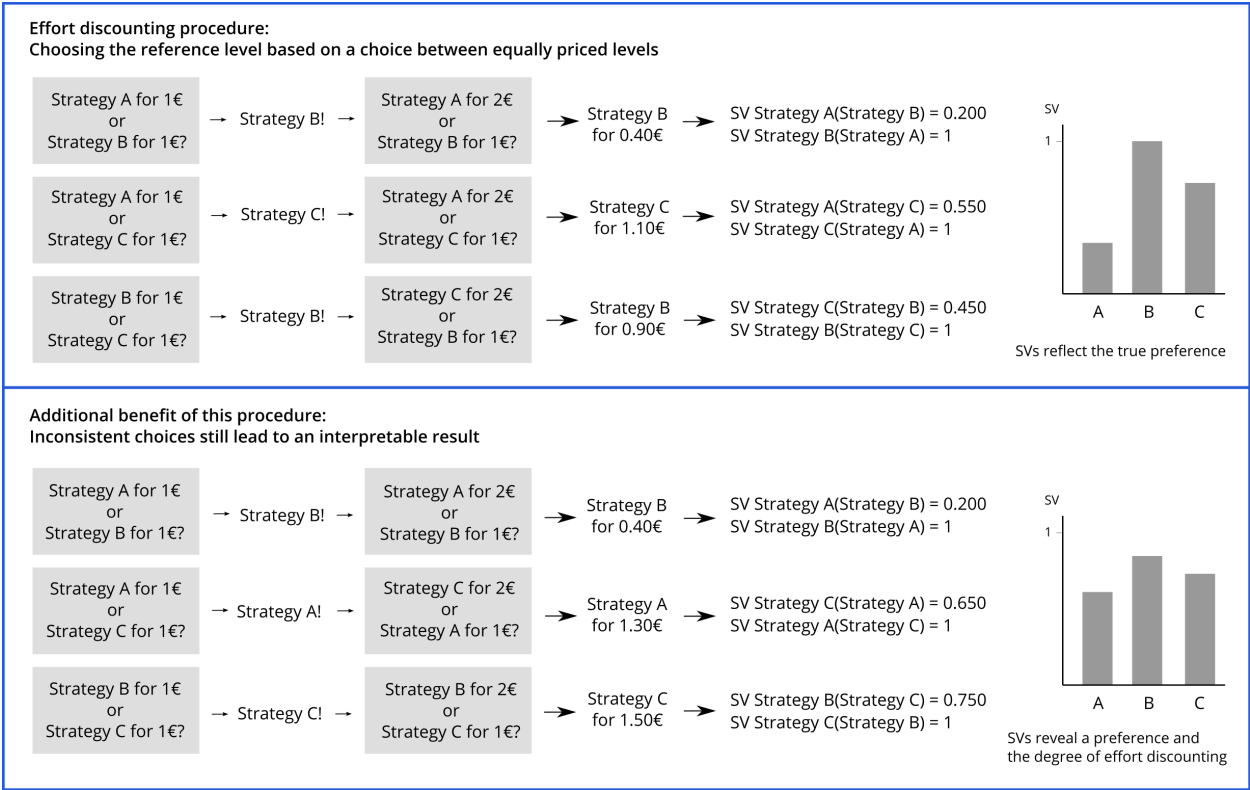 Effort discounting procedure:
Choosing the reference level based on a choice between equally priced levels
Strategy A for 1€
or
Strategy B for 1€?
Strategy B!
Strategy A for 2€
or
Strategy B for 1€?
Strategy B
for 0.40€
SV Strategy A(Strategy B) = 0.200
SV Strategy B(Strategy A) = 1
Strategy A for 1€
or
Strategy C for 1€?
Strategy C!
Strategy A for 2€
or
Strategy C for 1€?
Strategy C
for 1.10€
SV Strategy A(Strategy C) = 0.550
SV Strategy C(Strategy A) = 1
Strategy B for 1€
or
Strategy C for 1€?
Strategy B!
Strategy C for 2€
or
Strategy B for 1€?
Strategy B
for 0.90€
SV Strategy C(Strategy B) = 0.450
SV Strategy B(Strategy C) = 1
SV
1
A B C
SVs reflect the true preference
Additional benefit of this procedure:
Inconsistent choices still lead to an interpretable result
Strategy A for 1€
or
Strategy B for 1€?
Strategy B!
Strategy A for 2€
or
Strategy B for 1€?
Strategy B
for 0.40€
SV Strategy A(Strategy B) = 0.200
SV Strategy B(Strategy A) = 1
Strategy A for 1€
or
Strategy C for 1€?
Strategy A!
Strategy C for 2€
or
Strategy A for 1€?
Strategy A
for 1.30€
SV Strategy C(Strategy A) = 0.650
SV Strategy A(Strategy C) = 1
Strategy B for 1€
or
Strategy C for 1€?
Strategy C!
Strategy B for 2€
or
Strategy C for 1€?
Strategy C
for 1.50€
SV Strategy B(Strategy C) = 0.750
SV Strategy C(Strategy B) = 1
SV
1
A B C
SVs reveal a preference and
the degree of effort discounting